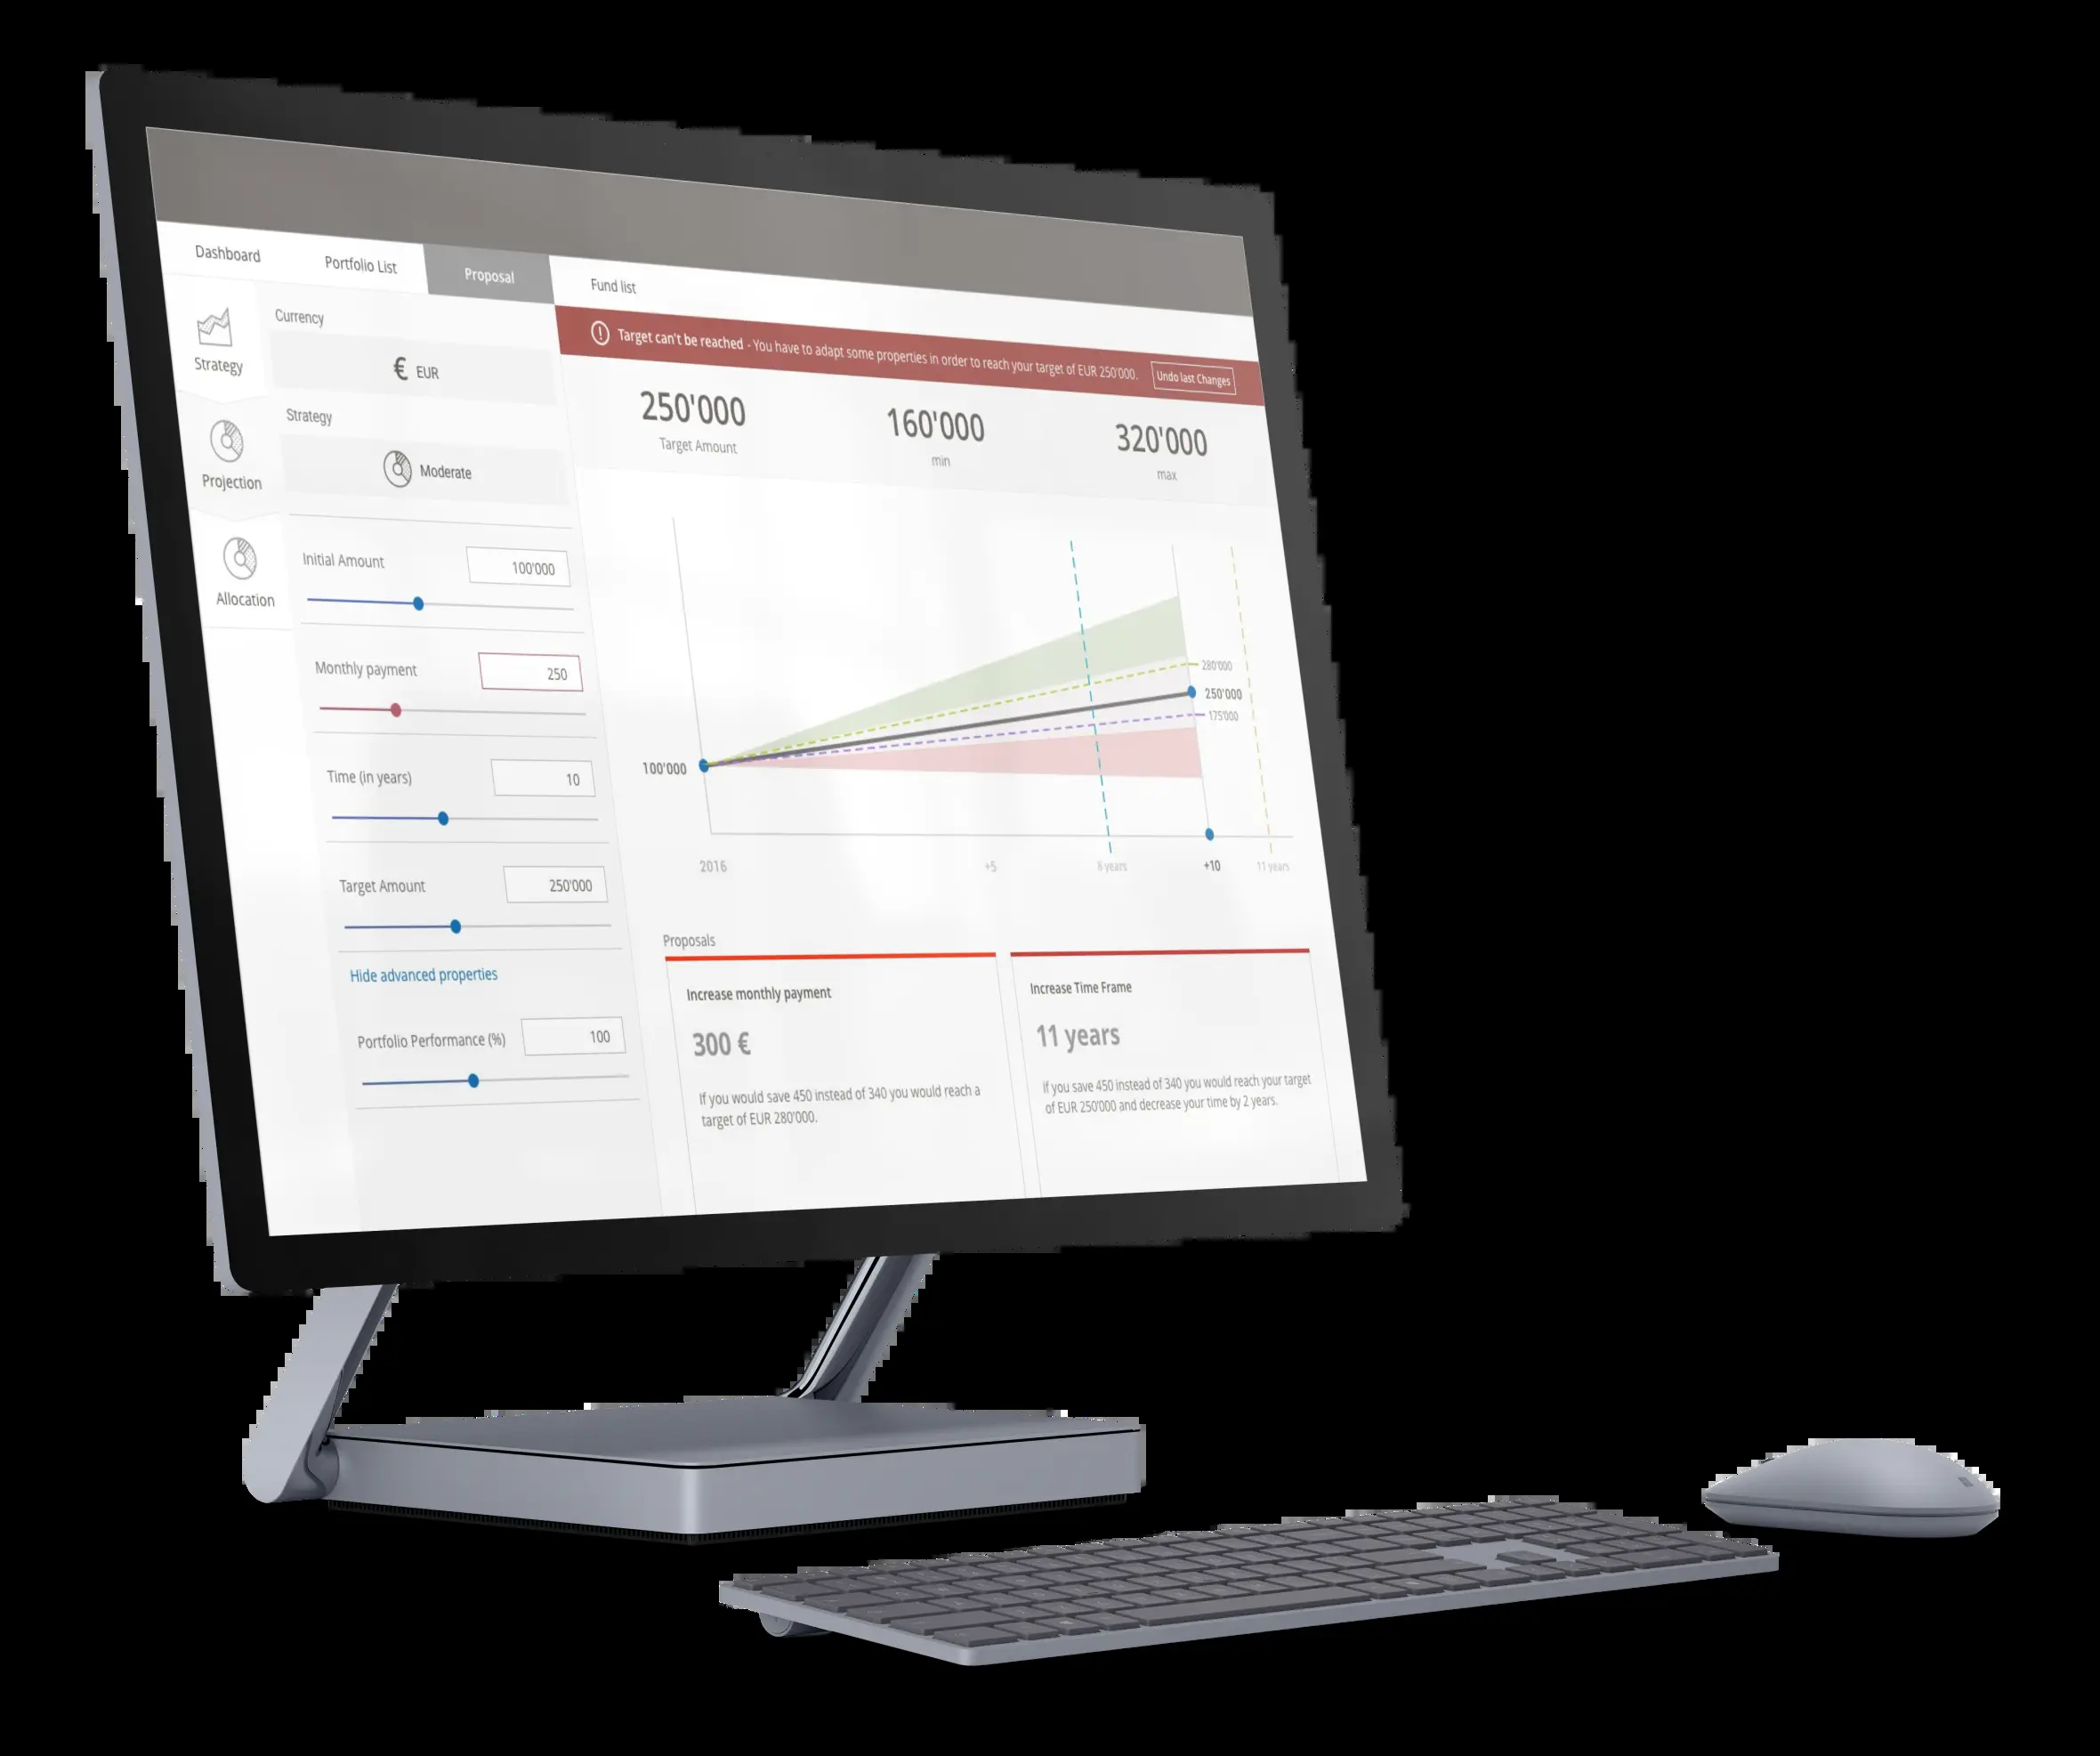 Dashboard
Portfolio List
Proposal
Fund list
Strategy
Projection
Allocation
Currency
€ EUR
Strategy
Moderate
Initial Amount
100'000
Monthly payment
250
Time (in years)
10
Target Amount
250'000
Hide advanced properties
Portfolio Performance (%)
100
Target can't be reached - You have to adapt some properties in order to reach your target of EUR 250'000.
Undo last Changes
250'000
Target Amount
160'000
min
320'000
max
280'000
250'000
175'000
100'000
2016
+5
8 years
+10
11 years
Proposals
Increase monthly payment
300 €
If you would save 450 instead of 340 you would reach a
target of EUR 280'000.
Increase Time Frame
11 years
If you save 450 instead of 340 you would reach your target
of EUR 250'000 and decrease your time by 2 years.